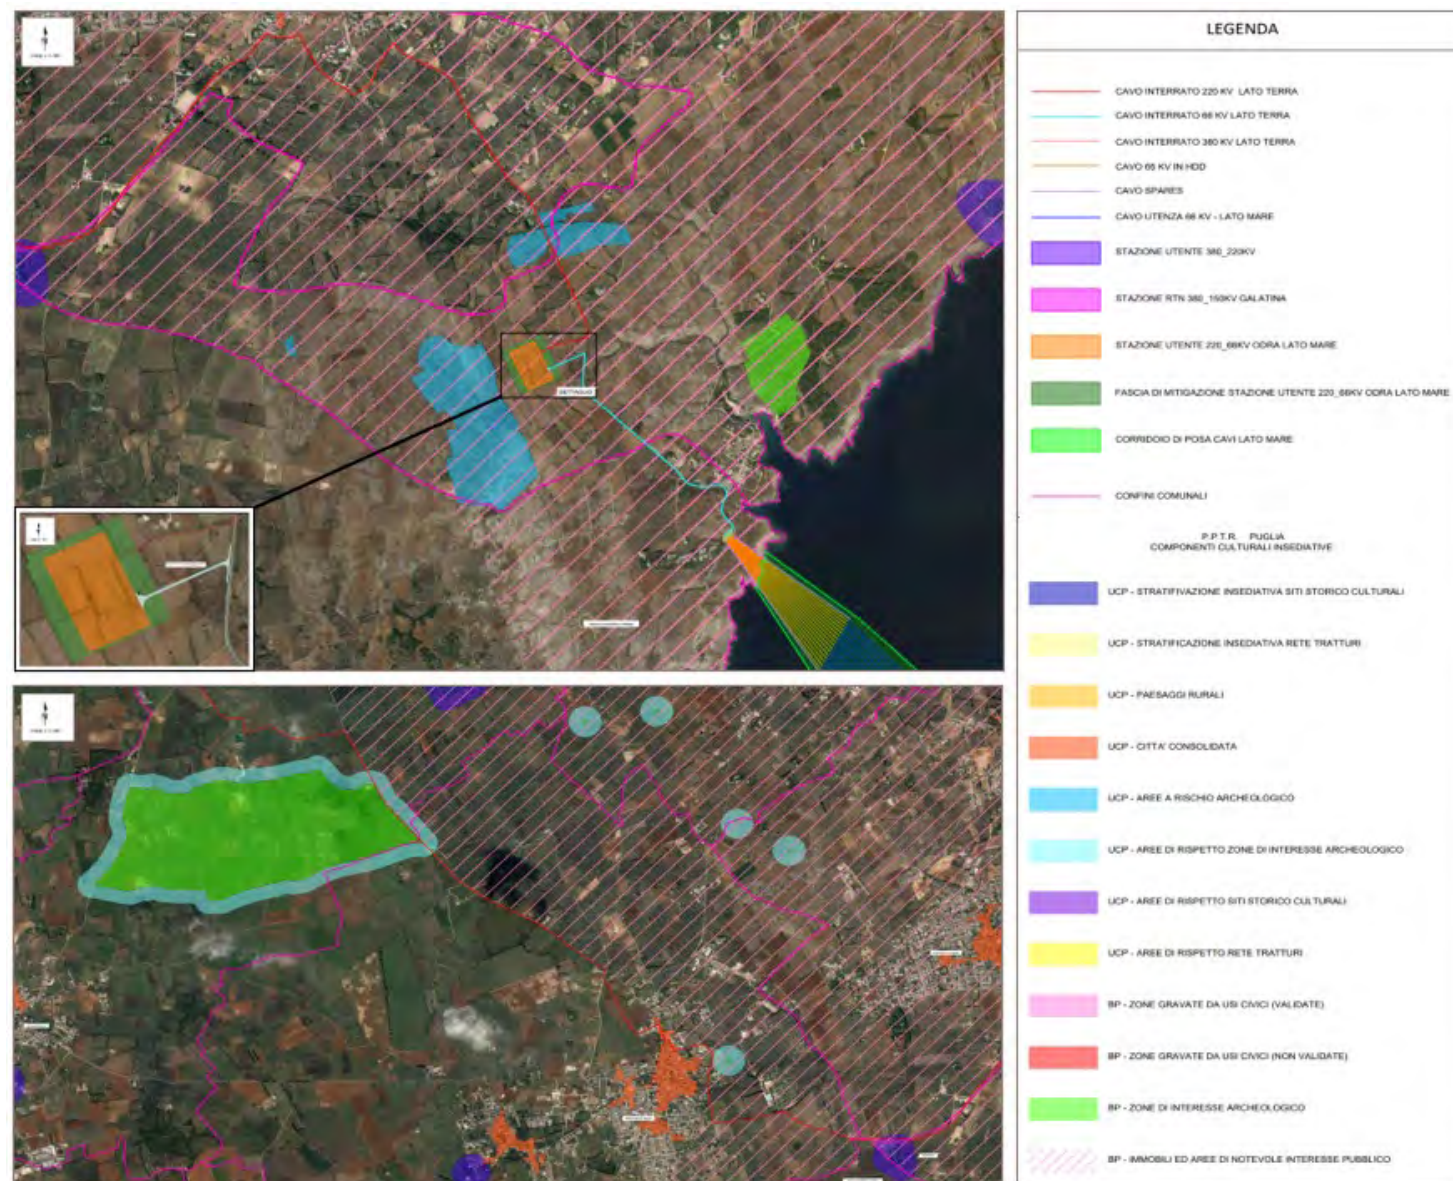 LEGENDA
CAVO INTERRATO 220 KV LATO TERRA
CAVO INTERRATO 66 KV LATO TERRA
CAVO INTERRATO 380 KV LATO TERRA
CAVO 66 KV IN HDD
CAVO SPARES
CAVO UTENZA 66 KV - LATO MARE
STAZIONE UTENTE 380_220KV
STAZIONE RTN 380_150KV GALATINA
STAZIONE UTENTE 220_66KV ODRA LATO MARE
FASCIA DI MITIGAZIONE STAZIONE UTENTE 220_66KV ODRA LATO MARE
CORRIDOIO DI POSA CAVI LATO MARE
CONFINI COMUNALI
P.P.T.R. PUGLIA
COMPONENTI CULTURALI INSEDIATIVE
UCP - STRATIFIVAZIONE INSEDIATIVA SITI STORICO CULTURALI
UCP - STRATIFICAZIONE INSEDIATIVA RETE TRATTURI
UCP - PAESAGGI RURALI
UCP - CITTA' CONSOLIDATA
UCP - AREE A RISCHIO ARCHEOLOGICO
UCP - AREE DI RISPETTO ZONE DI INTERESSE ARCHEOLOGICO
UCP - AREE DI RISPETTO SITI STORICO CULTURALI
UCP - AREE DI RISPETTO RETE TRATTURI
BP - ZONE GRAVATE DA USI CIVICI (VALIDATE)
BP - ZONE GRAVATE DA USI CIVICI (NON VALIDATE)
BP - ZONE DI INTERESSE ARCHEOLOGICO
BP - IMMOBILI ED AREE DI NOTEVOLE INTERESSE PUBBLICO